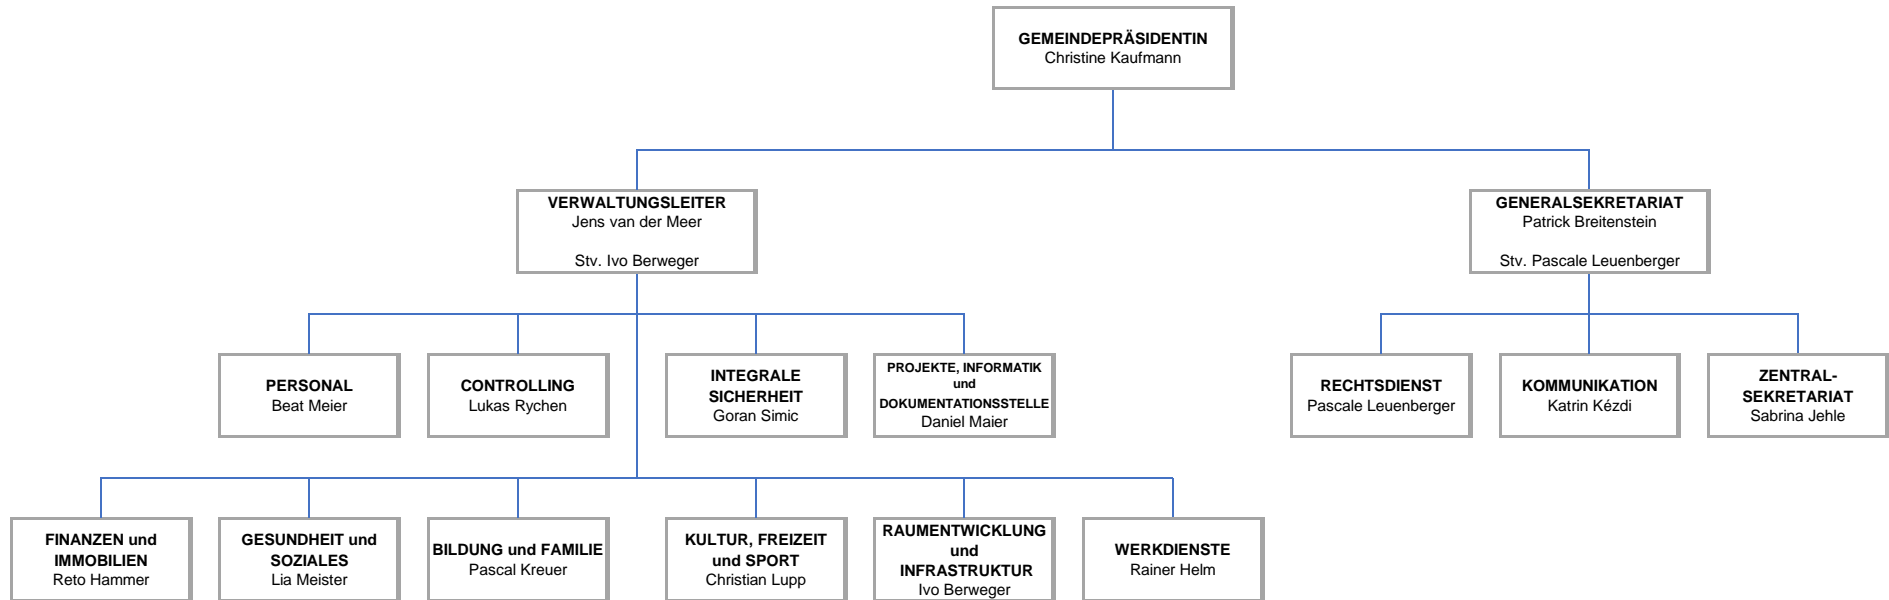 GEMEINDEPRÄSIDENTIN
Christine Kaufmann
VERWALTUNGSLEITER
Jens van der Meer
Stv. Ivo Berweger
GENERALSEKRETARIAT
Patrick Breitenstein
Stv. Pascale Leuenberger
PERSONAL
Beat Meier
CONTROLLING
Lukas Rychen
INTEGRALE
SICHERHEIT
Goran Simic
PROJEKTE, INFORMATIK
und
DOKUMENTATIONSSTELLE
Daniel Maier
RECHTSDIENST
Pascale Leuenberger
KOMMUNIKATION
Katrin Kézdi
ZENTRAL-
SEKRETARIAT
Sabrina Jehle
FINANZEN und
IMMOBILIEN
Reto Hammer
GESUNDHEIT und
SOZIALES
Lia Meister
BILDUNG und FAMILIE
Pascal Kreuer
KULTUR, FREIZEIT
und SPORT
Christian Lupp
RAUMENTWICKLUNG
und
INFRASTRUKTUR
Ivo Berweger
WERKDIENSTE
Rainer Helm